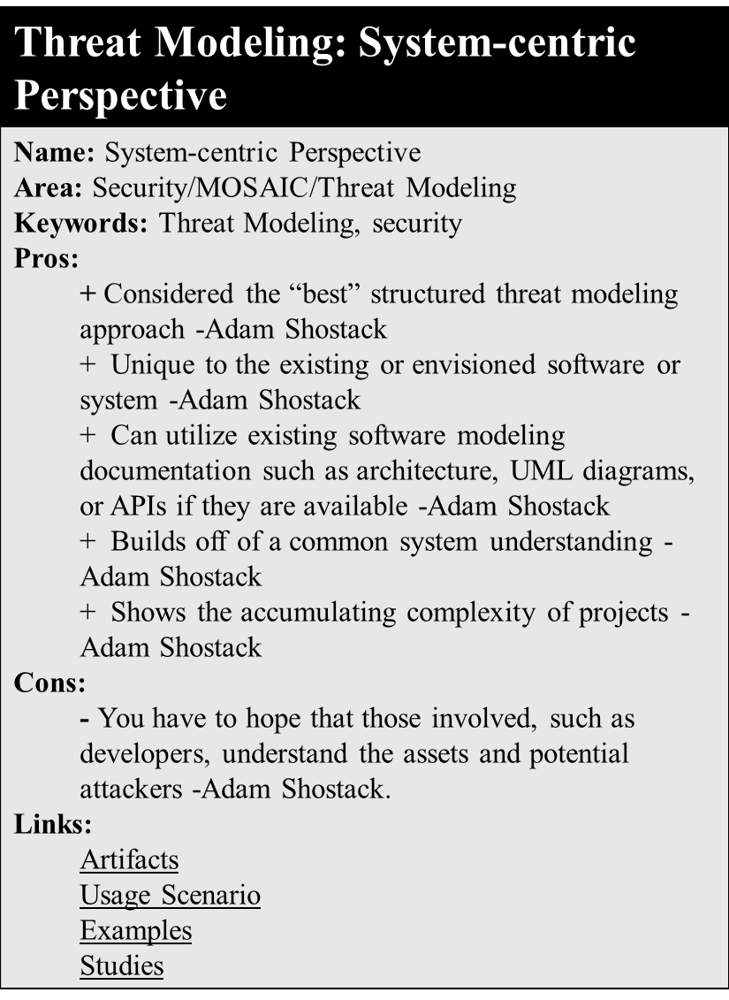 Threat Modeling: System-centric
Perspective
Name: System-centric Perspective
Area: Security/MOSAIC/Threat Modeling
Keywords: Threat Modeling, security
Pros:
+ Considered the “best” structured threat modeling
approach -Adam Shostack
+ Unique to the existing or envisioned software or
system -Adam Shostack
+ Can utilize existing software modeling
documentation such as architecture, UML diagrams,
or APIs if they are available -Adam Shostack
+ Builds off of a common system understanding -
Adam Shostack
+ Shows the accumulating complexity of projects -
Adam Shostack
Cons:
- You have to hope that those involved, such as
developers, understand the assets and potential
attackers -Adam Shostack.
Links:
Artifacts
Usage Scenario
Examples
Studies